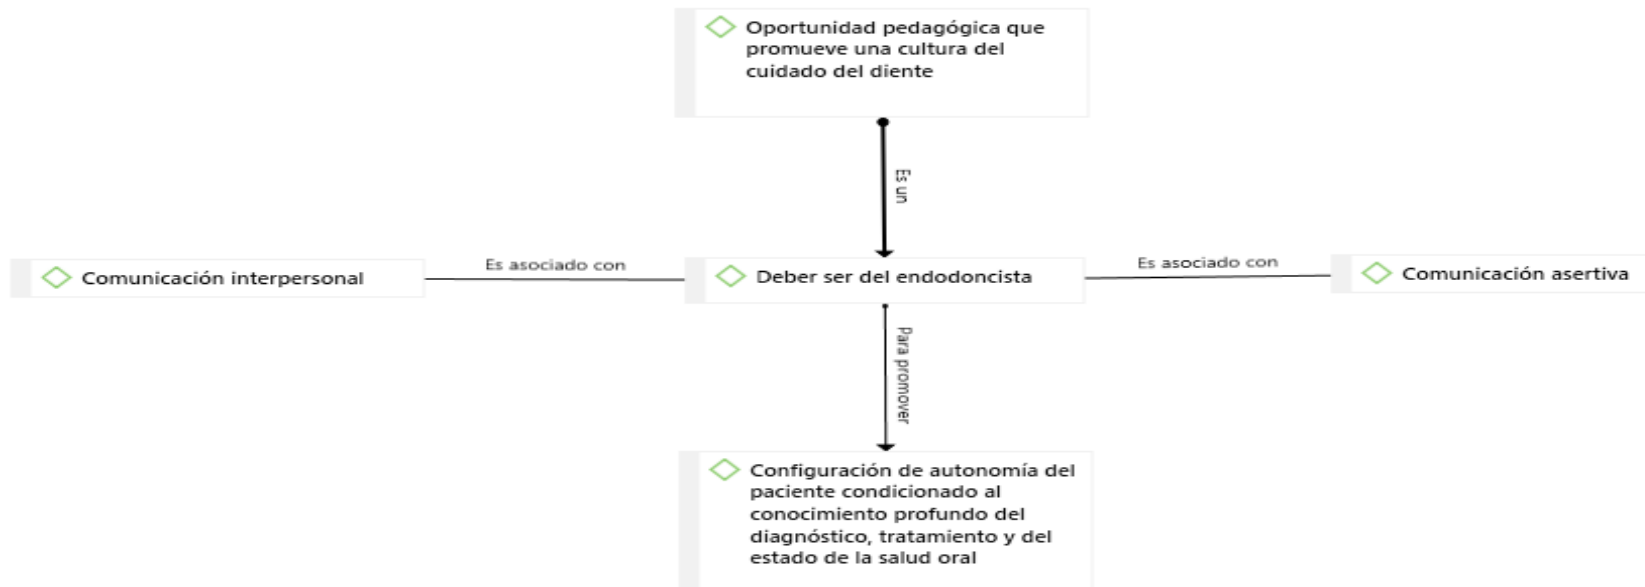 Oportunidad pedagógica que
promueve una cultura del
cuidado del diente
Es un
Comunicación interpersonal
Es asociado con
Deber ser del endodoncista
Es asociado con
Comunicación asertiva
Para promover
Configuración de autonomía del
paciente condicionado al
conocimiento profundo del
diagnóstico, tratamiento y del
estado de la salud oral